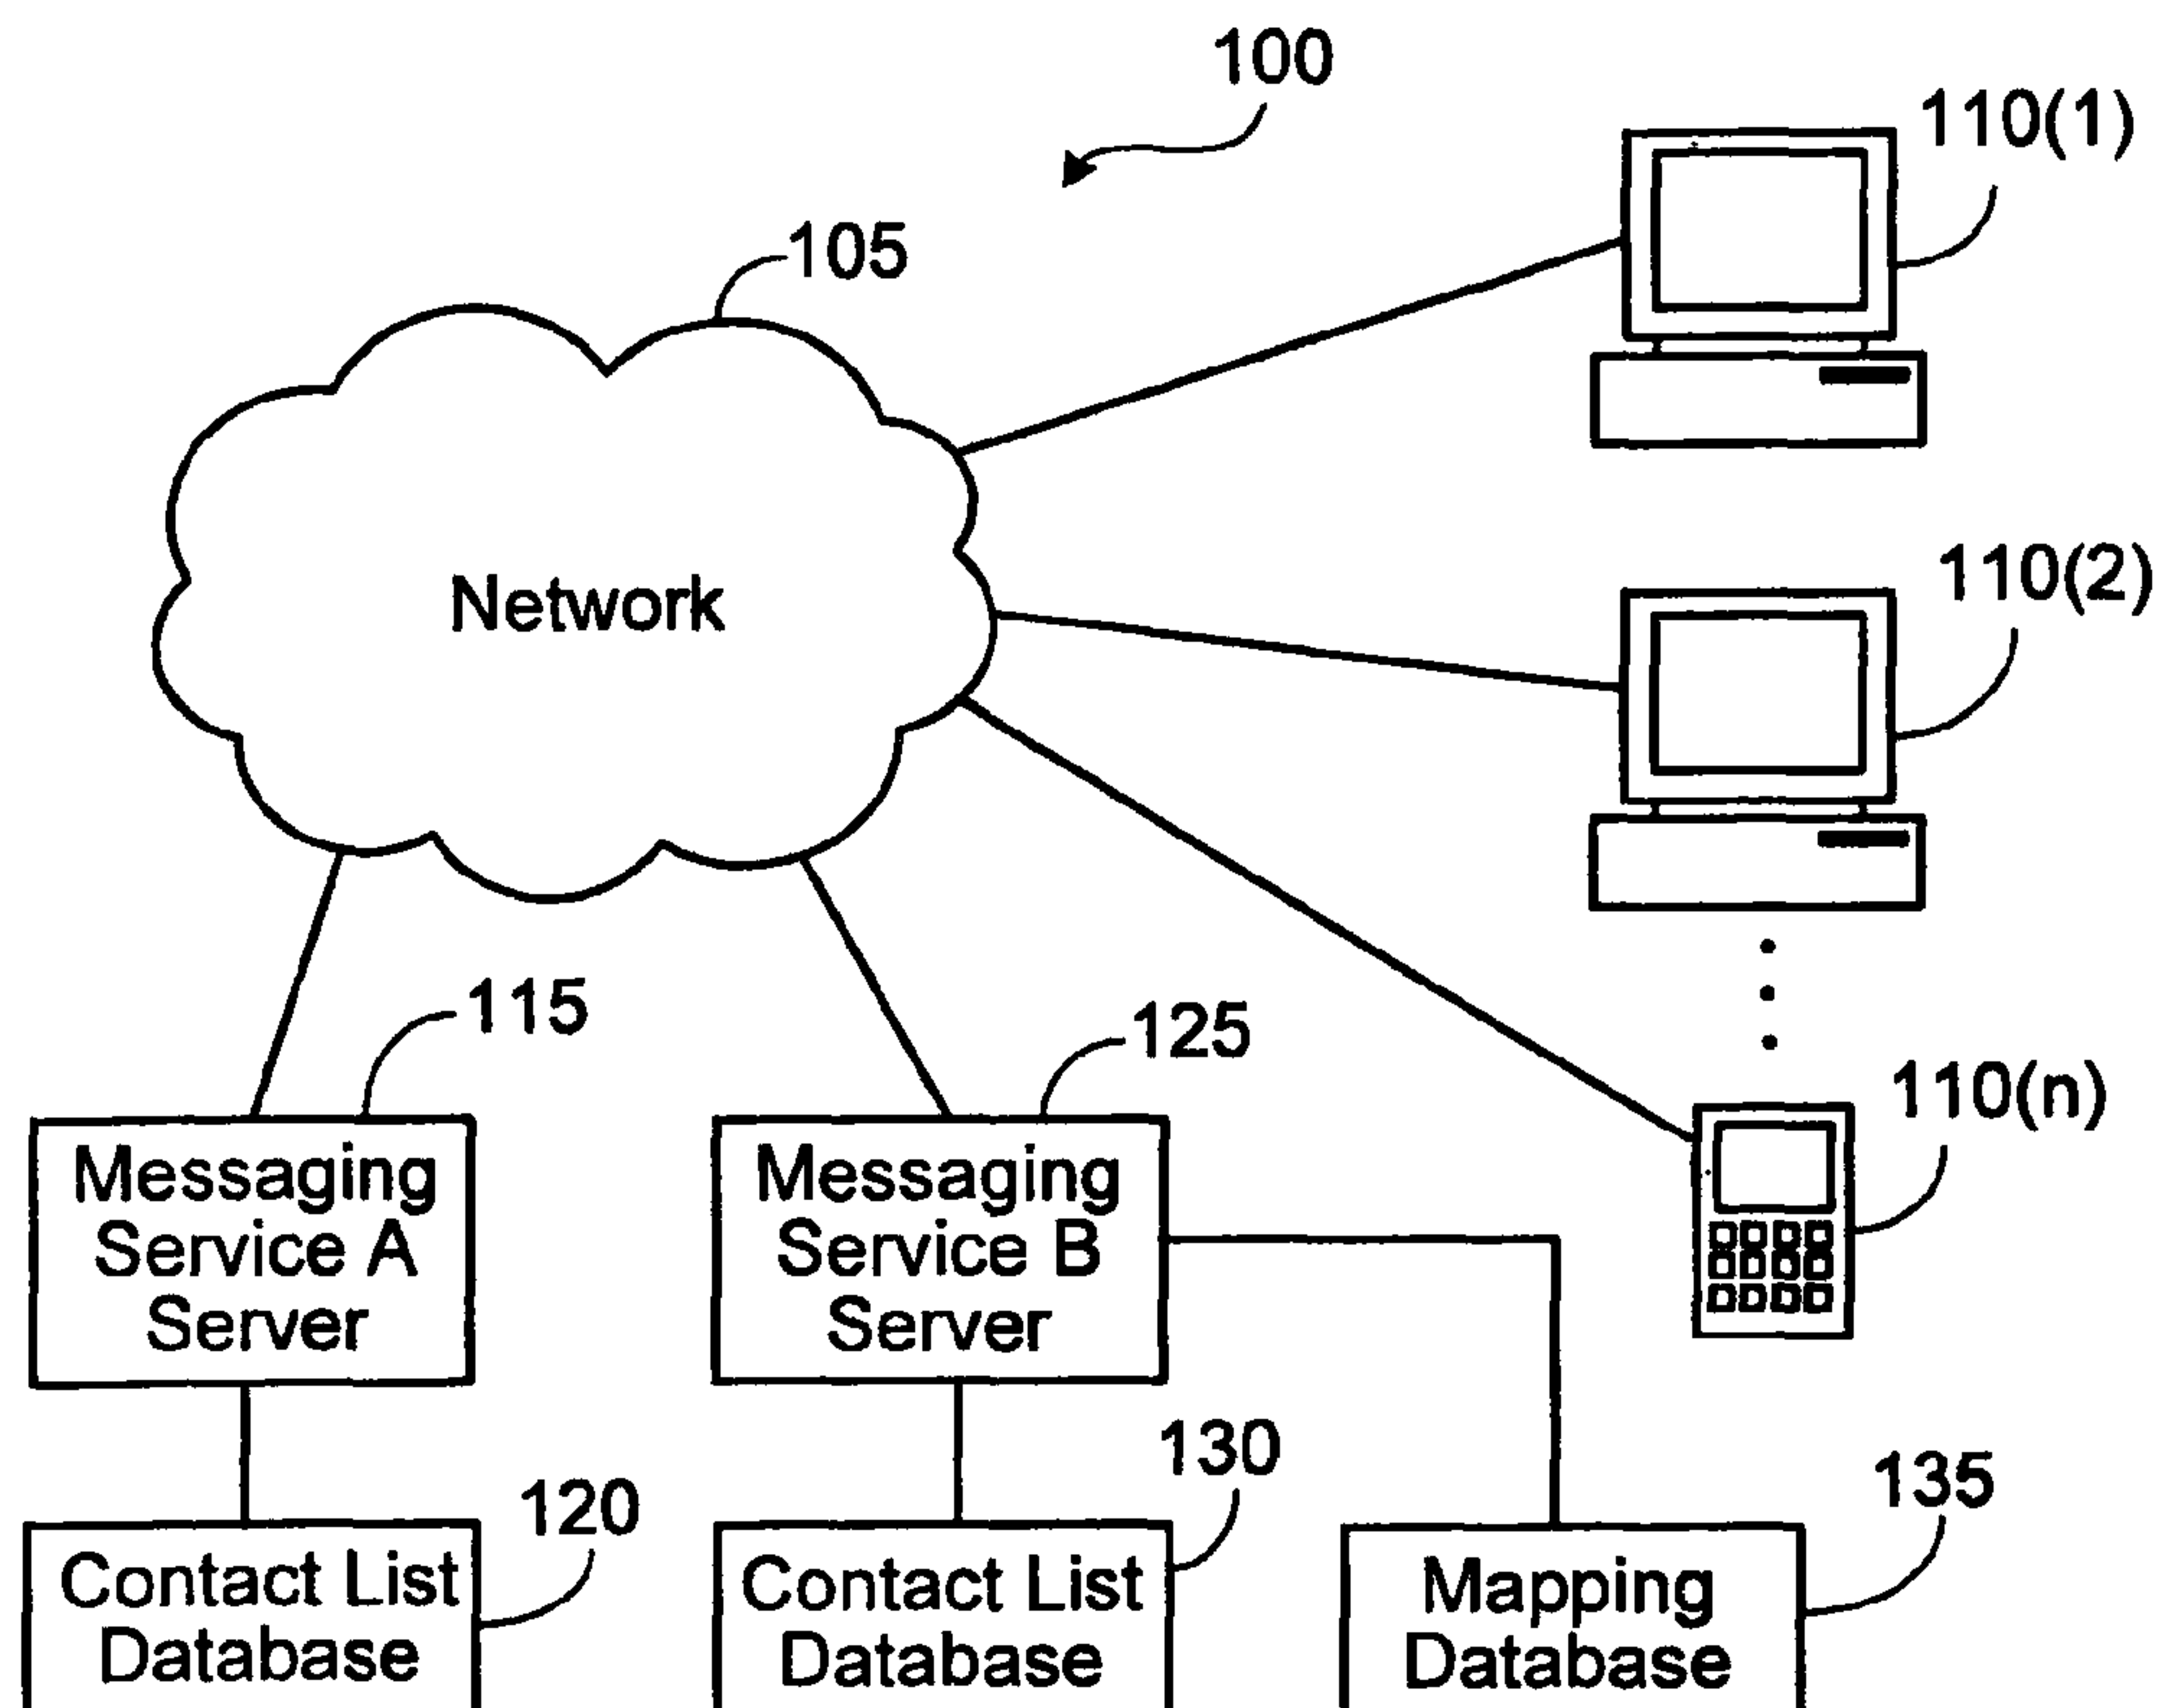 100
110(1)
105
Network
110(2)
115
125
110(n)
Messaging
Service A
Server
Messaging
Service B
Server
120
130
135
Contact List
Database
Contact List
Database
Mapping
Database